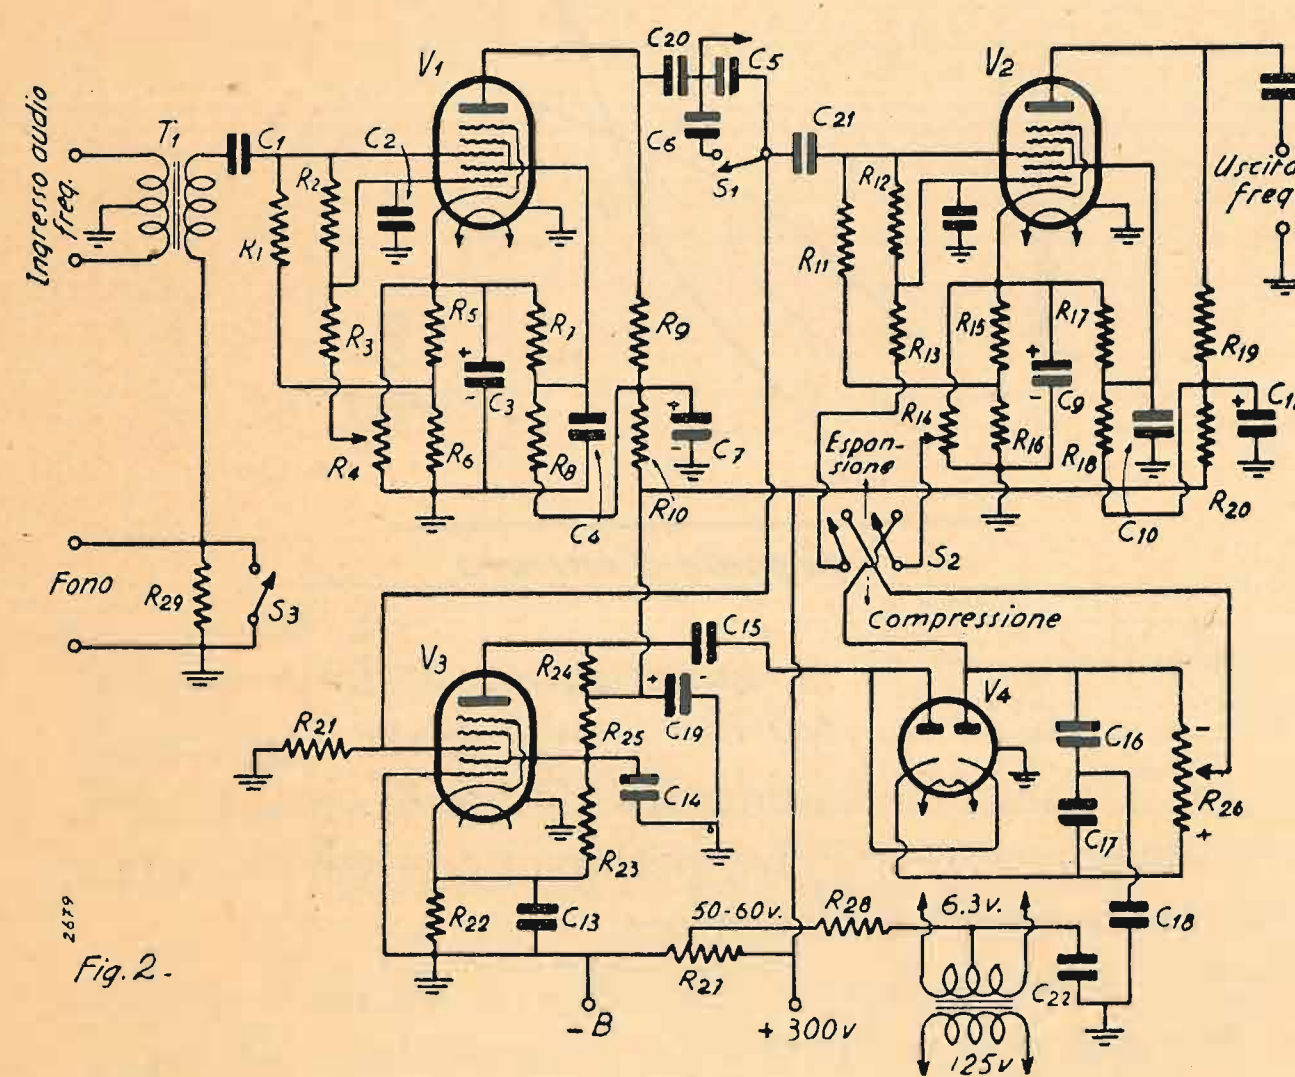 Ingresso audio
freq.
T1
C1
C2
R2
R1
R3
R4
V1
R5
R6
C3
R7
R8
C4
C20
C5
C6
S1
C21
R9
R10
C7
V2
R12
R11
R13
R14
R15
R16
C9
R17
R18
C10
R19
R20
Uscita
freq
Espan-
sione
S2
Compressione
Fono
R29
S3
V3
R24
R25
R23
C15
C19
C14
R21
R22
C13
V4
C16
C17
C18
R26
-
+
50-60v.
R28
R27
6.3v.
C22
125v
-B
+300v
2679
Fig. 2.-